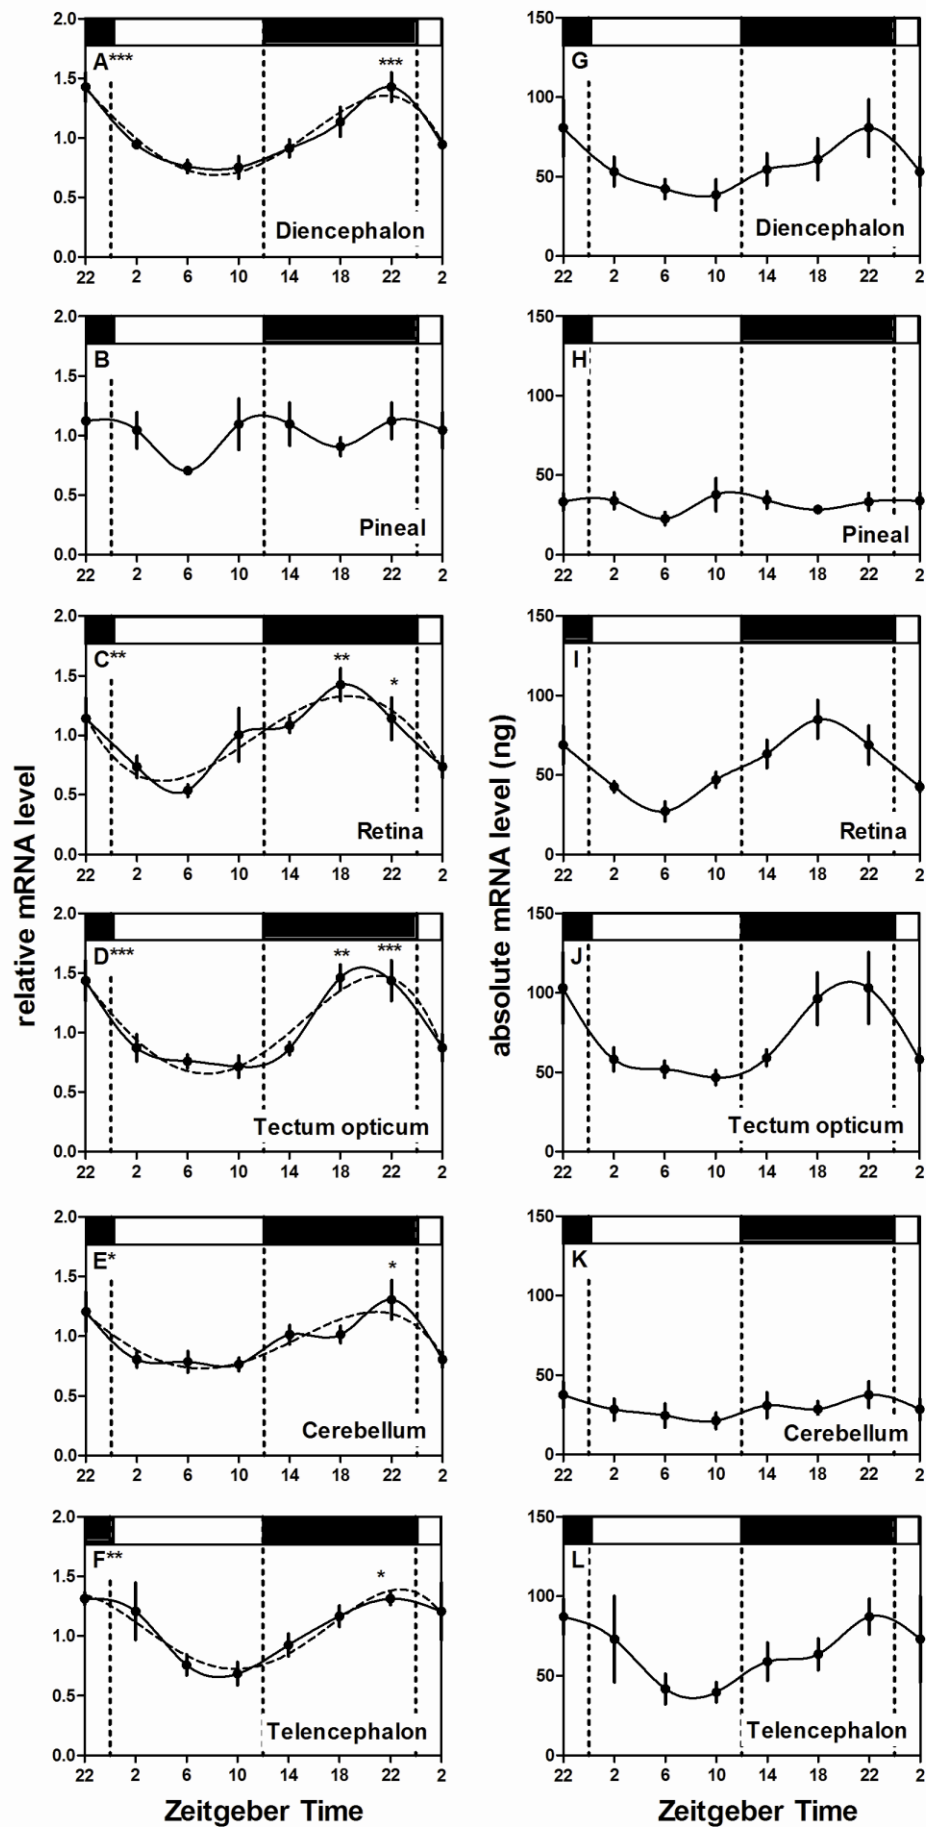 relative mRNA level
2.0
1.5
1.0
0.5
0.0
A***
***
Diencephalon
22 2 6 10 14 18 22 2
2.0
1.5
1.0
0.5
0.0
B
Pineal
22 2 6 10 14 18 22 2
2.0
1.5
1.0
0.5
0.0
C**
**
*
Retina
22 2 6 10 14 18 22 2
2.0
1.5
1.0
0.5
0.0
D***
** ***
Tectum opticum
22 2 6 10 14 18 22 2
2.0
1.5
1.0
0.5
0.0
E*
*
Cerebellum
22 2 6 10 14 18 22 2
2.0
1.5
1.0
0.5
0.0
F**
*
Telencephalon
22 2 6 10 14 18 22 2
Zeitgeber Time
absolute mRNA level (ng)
150
100
50
0
G
Diencephalon
22 2 6 10 14 18 22 2
150
100
50
0
H
Pineal
22 2 6 10 14 18 22 2
150
100
50
0
I
Retina
22 2 6 10 14 18 22 2
150
100
50
0
J
Tectum opticum
22 2 6 10 14 18 22 2
150
100
50
0
K
Cerebellum
22 2 6 10 14 18 22 2
150
100
50
0
L
Telencephalon
22 2 6 10 14 18 22 2
Zeitgeber Time